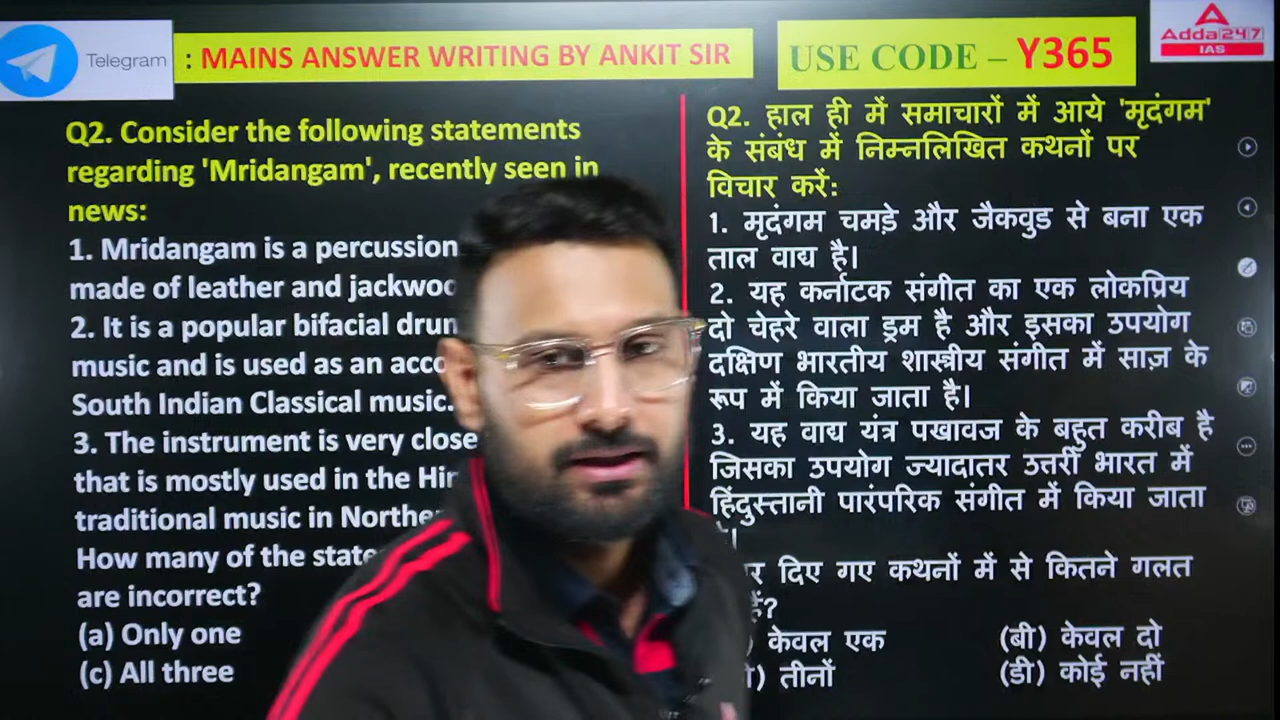 Telegram
: MAINS ANSWER WRITING BY ANKIT SIR
USE CODE – Y365
Adda247
IAS
Q2. Consider the following statements
regarding 'Mridangam', recently seen in
news:
1. Mridangam is a percussion
made of leather and
2. It is a popular bifacial
music and is used as an
South Indian Classical music.
3. The instrument is very close
that is mostly used in the
traditional music in
How many of the
are incorrect?
(a) Only one
(c) All three
Q2. हाल ही में समाचारों में आये 'मृदंगम'
के संबंध में निम्नलिखित कथनों पर
विचार करें:
1. मृदंगम चमड़े और जैकवुड से बना एक
ताल वाद्य है।
2. यह कर्नाटक संगीत का एक लोकप्रिय
दो चेहरे वाला ड्रम है और इसका उपयोग
दक्षिण भारतीय शास्त्रीय संगीत में साज़ के
रूप में किया जाता है।
3. यह वाद्य यंत्र पखावज के बहुत करीब है
जिसका उपयोग ज्यादातर उत्तरी भारत में
हिंदुस्तानी पारंपरिक संगीत में किया जाता
दिए गए कथनों में से कितने गलत
हैं?
केवल एक
(बी) केवल दो
तीनों
(डी) कोई नहीं